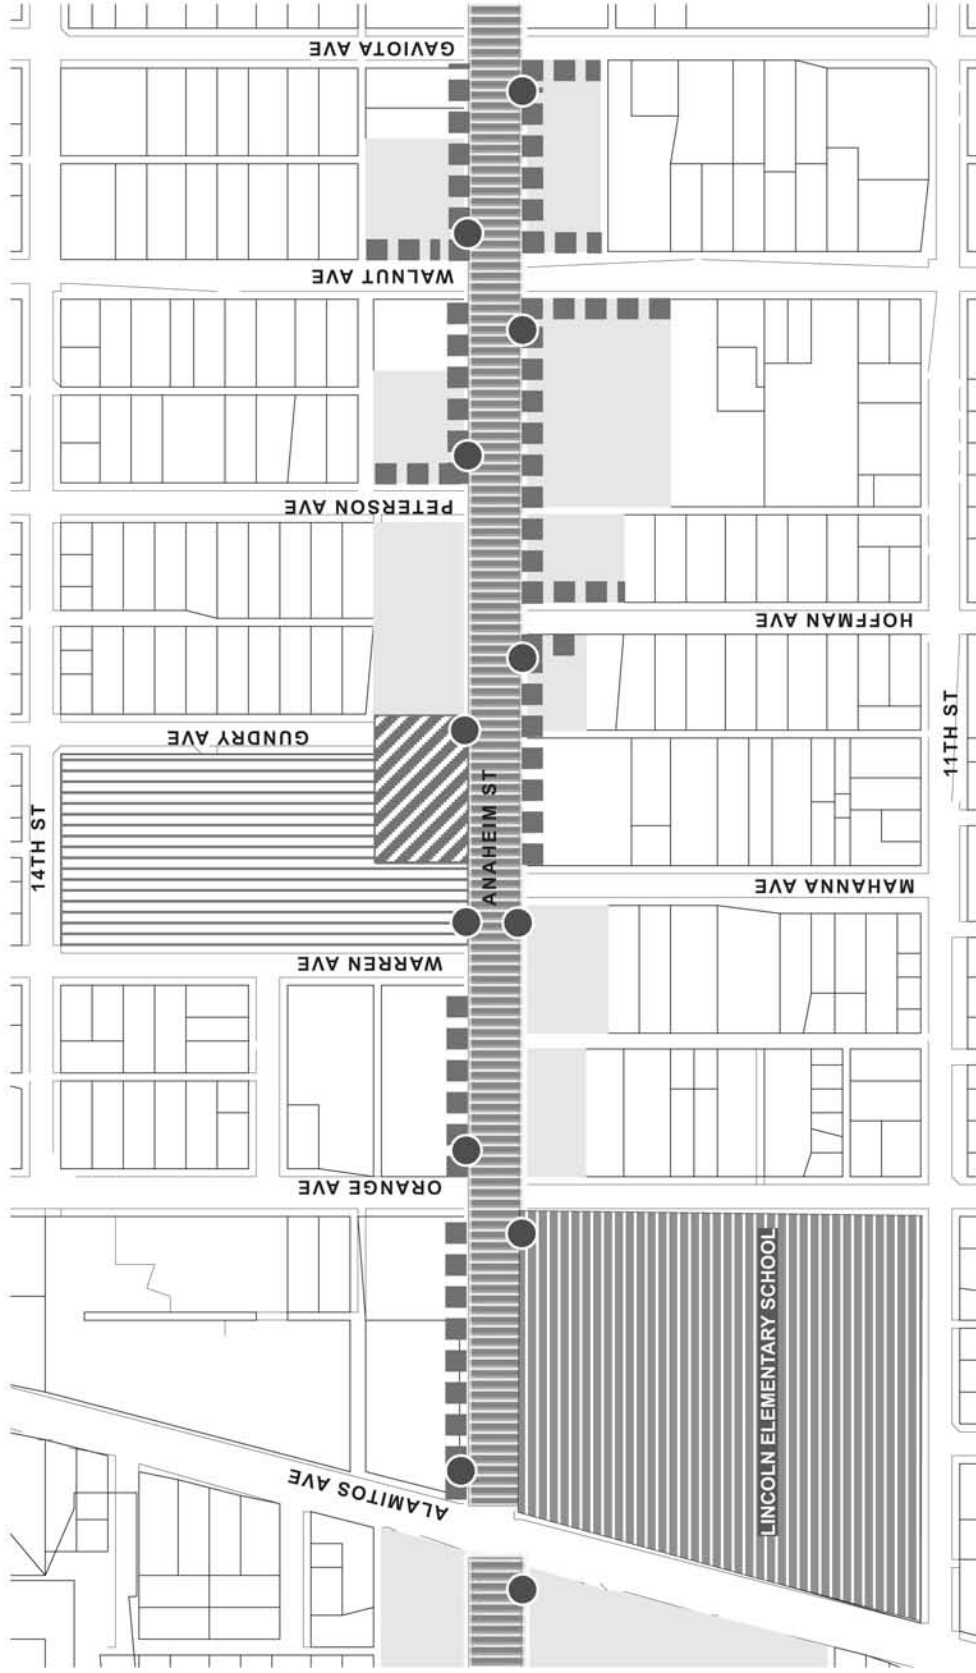 GAVIOTA AVE
WALNUT AVE
PETERSON AVE
HOFFMAN AVE
GUNDRY AVE
11TH ST
14TH ST
ANAHEIM ST
MAHANNA AVE
WARREN AVE
ORANGE AVE
LINCOLN ELEMENTARY SCHOOL
ALAMITOS AVE